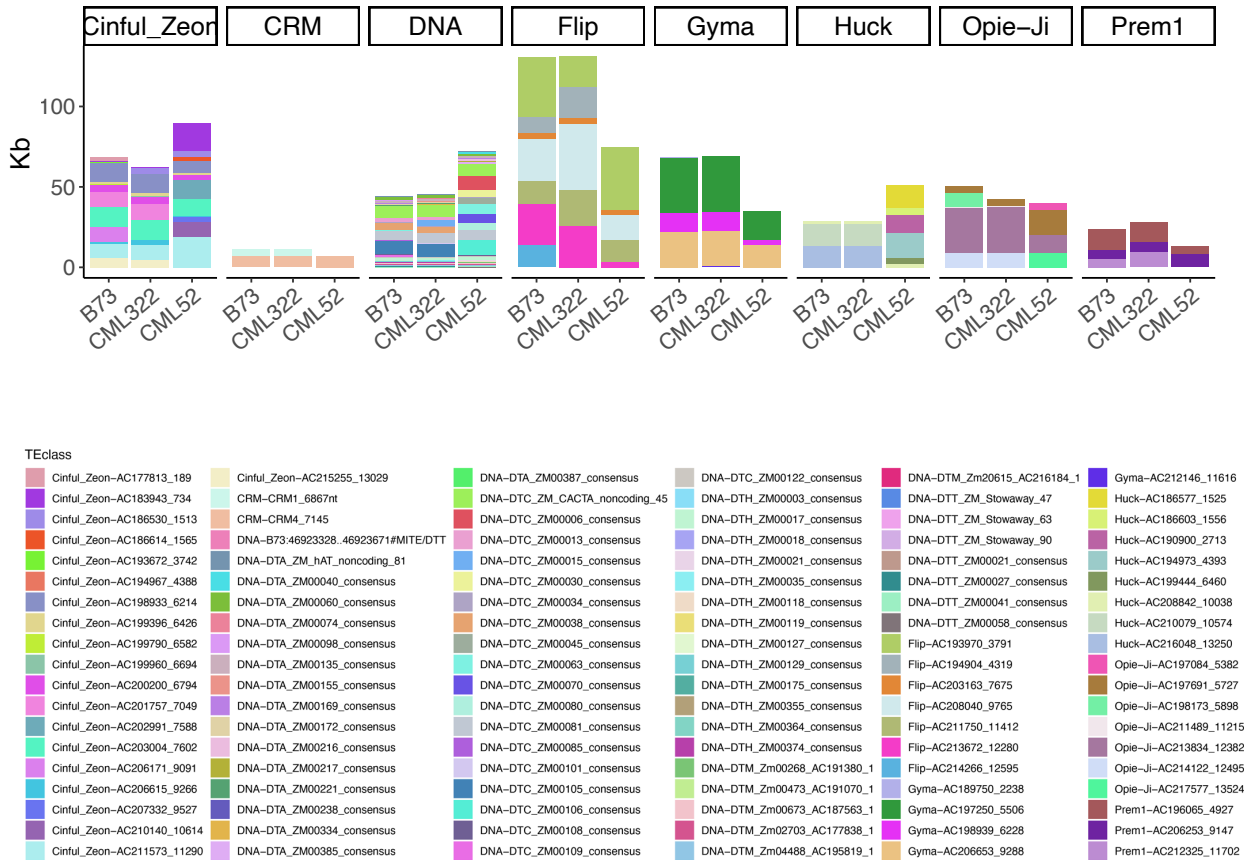 Cinful_Zeon CRM DNA Flip Gyma Huck Opie−Ji Prem1
Kb
100
50
0
B73 CML322 CML52 B73 CML322 CML52 B73 CML322 CML52 B73 CML322 CML52 B73 CML322 CML52 B73 CML322 CML52 B73 CML322 CML52 B73 CML322 CML52
TEclass
Cinful_Zeon−AC177813_189
Cinful_Zeon−AC183943_734
Cinful_Zeon−AC186530_1513
Cinful_Zeon−AC186614_1565
Cinful_Zeon−AC193672_3742
Cinful_Zeon−AC194967_4388
Cinful_Zeon−AC198933_6214
Cinful_Zeon−AC199396_6426
Cinful_Zeon−AC199790_6582
Cinful_Zeon−AC199960_6694
Cinful_Zeon−AC200200_6794
Cinful_Zeon−AC201757_7049
Cinful_Zeon−AC202991_7588
Cinful_Zeon−AC203004_7602
Cinful_Zeon−AC206171_9091
Cinful_Zeon−AC206615_9266
Cinful_Zeon−AC207332_9527
Cinful_Zeon−AC210140_10614
Cinful_Zeon−AC211573_11290
Cinful_Zeon−AC215255_13029
CRM−CRM1_6867nt
CRM−CRM4_7145
DNA−B73:46923328..46923671#MITE/DTT
DNA−DTA_ZM_hAT_noncoding_81
DNA−DTA_ZM00040_consensus
DNA−DTA_ZM00060_consensus
DNA−DTA_ZM00074_consensus
DNA−DTA_ZM00098_consensus
DNA−DTA_ZM00135_consensus
DNA−DTA_ZM00155_consensus
DNA−DTA_ZM00169_consensus
DNA−DTA_ZM00172_consensus
DNA−DTA_ZM00216_consensus
DNA−DTA_ZM00217_consensus
DNA−DTA_ZM00221_consensus
DNA−DTA_ZM00238_consensus
DNA−DTA_ZM00334_consensus
DNA−DTA_ZM00385_consensus
DNA−DTA_ZM00387_consensus
DNA−DTC_ZM_CACTA_noncoding_45
DNA−DTC_ZM00006_consensus
DNA−DTC_ZM00013_consensus
DNA−DTC_ZM00015_consensus
DNA−DTC_ZM00030_consensus
DNA−DTC_ZM00034_consensus
DNA−DTC_ZM00038_consensus
DNA−DTC_ZM00045_consensus
DNA−DTC_ZM00063_consensus
DNA−DTC_ZM00070_consensus
DNA−DTC_ZM00080_consensus
DNA−DTC_ZM00081_consensus
DNA−DTC_ZM00085_consensus
DNA−DTC_ZM00101_consensus
DNA−DTC_ZM00105_consensus
DNA−DTC_ZM00106_consensus
DNA−DTC_ZM00108_consensus
DNA−DTC_ZM00109_consensus
DNA−DTC_ZM00122_consensus
DNA−DTH_ZM00003_consensus
DNA−DTH_ZM00017_consensus
DNA−DTH_ZM00018_consensus
DNA−DTH_ZM00021_consensus
DNA−DTH_ZM00035_consensus
DNA−DTH_ZM00118_consensus
DNA−DTH_ZM00119_consensus
DNA−DTH_ZM00127_consensus
DNA−DTH_ZM00129_consensus
DNA−DTH_ZM00175_consensus
DNA−DTH_ZM00355_consensus
DNA−DTH_ZM00364_consensus
DNA−DTH_ZM00374_consensus
DNA−DTM_Zm00268_AC191380_1
DNA−DTM_Zm00473_AC191070_1
DNA−DTM_Zm00673_AC187563_1
DNA−DTM_Zm02703_AC177838_1
DNA−DTM_Zm04488_AC195819_1
DNA−DTM_Zm20615_AC216184_1
DNA−DTT_ZM_Stowaway_47
DNA−DTT_ZM_Stowaway_63
DNA−DTT_ZM_Stowaway_90
DNA−DTT_ZM00021_consensus
DNA−DTT_ZM00027_consensus
DNA−DTT_ZM00041_consensus
DNA−DTT_ZM00058_consensus
Flip−AC193970_3791
Flip−AC194904_4319
Flip−AC203163_7675
Flip−AC208040_9765
Flip−AC211750_11412
Flip−AC213672_12280
Flip−AC214266_12595
Gyma−AC189750_2238
Gyma−AC197250_5506
Gyma−AC198939_6228
Gyma−AC206653_9288
Gyma−AC212146_11616
Huck−AC186577_1525
Huck−AC186603_1556
Huck−AC190900_2713
Huck−AC194973_4393
Huck−AC199444_6460
Huck−AC208842_10038
Huck−AC210079_10574
Huck−AC216048_13250
Opie−Ji−AC197084_5382
Opie−Ji−AC197691_5727
Opie−Ji−AC198173_5898
Opie−Ji−AC211489_11215
Opie−Ji−AC213834_12382
Opie−Ji−AC214122_12495
Opie−Ji−AC217577_13524
Prem1−AC196065_4927
Prem1−AC206253_9147
Prem1−AC212325_11702